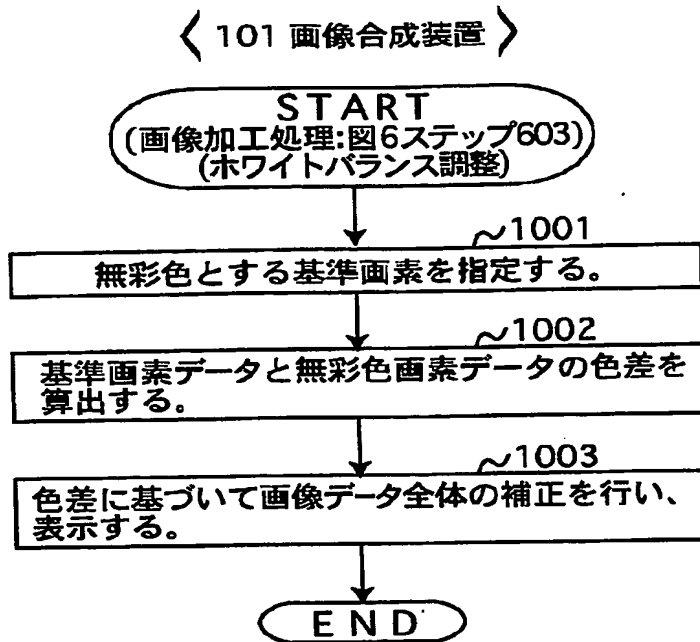 〈 101 画像合成装置 〉
START
(画像加工処理:図6ステップ603)
(ホワイトバランス調整)
1001
無彩色とする基準画素を指定する。
1002
基準画素データと無彩色画素データの色差を
算出する。
1003
色差に基づいて画像データ全体の補正を行い、
表示する。
END